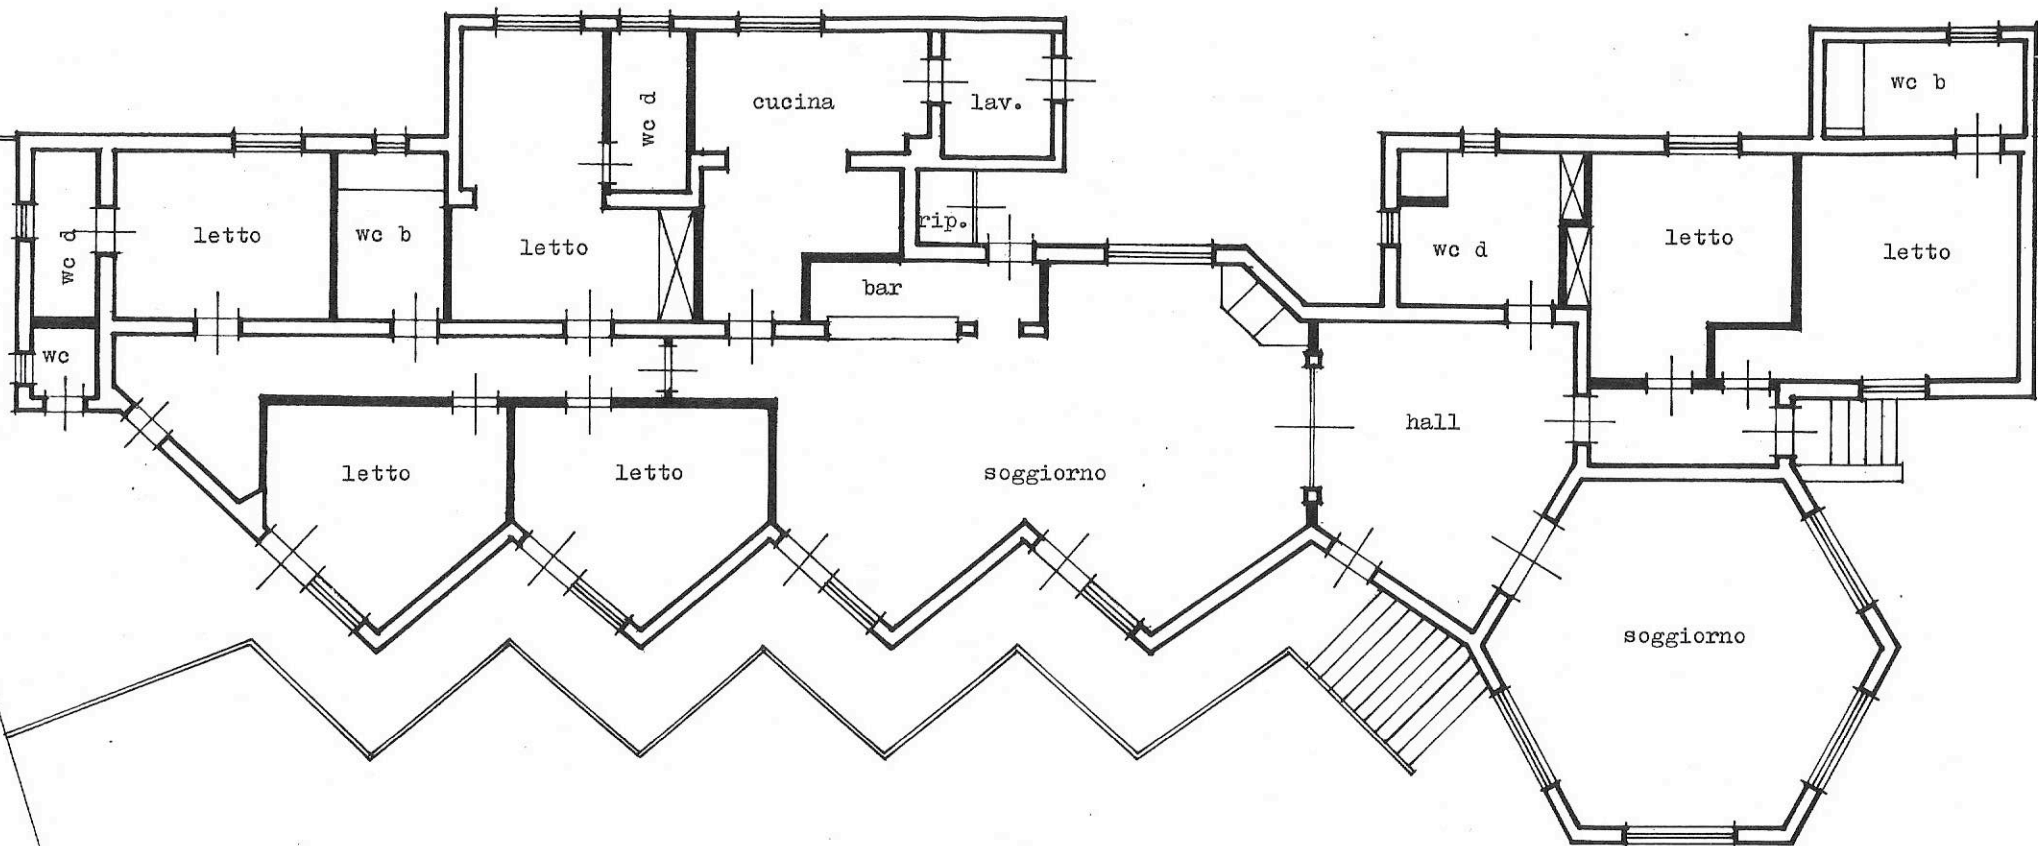 wc b
cucina
lav.
wc d
letto
wc b
letto
rip.
wc d
letto
wc d
letto
bar
wc
hall
letto
letto
soggiorno
soggiorno